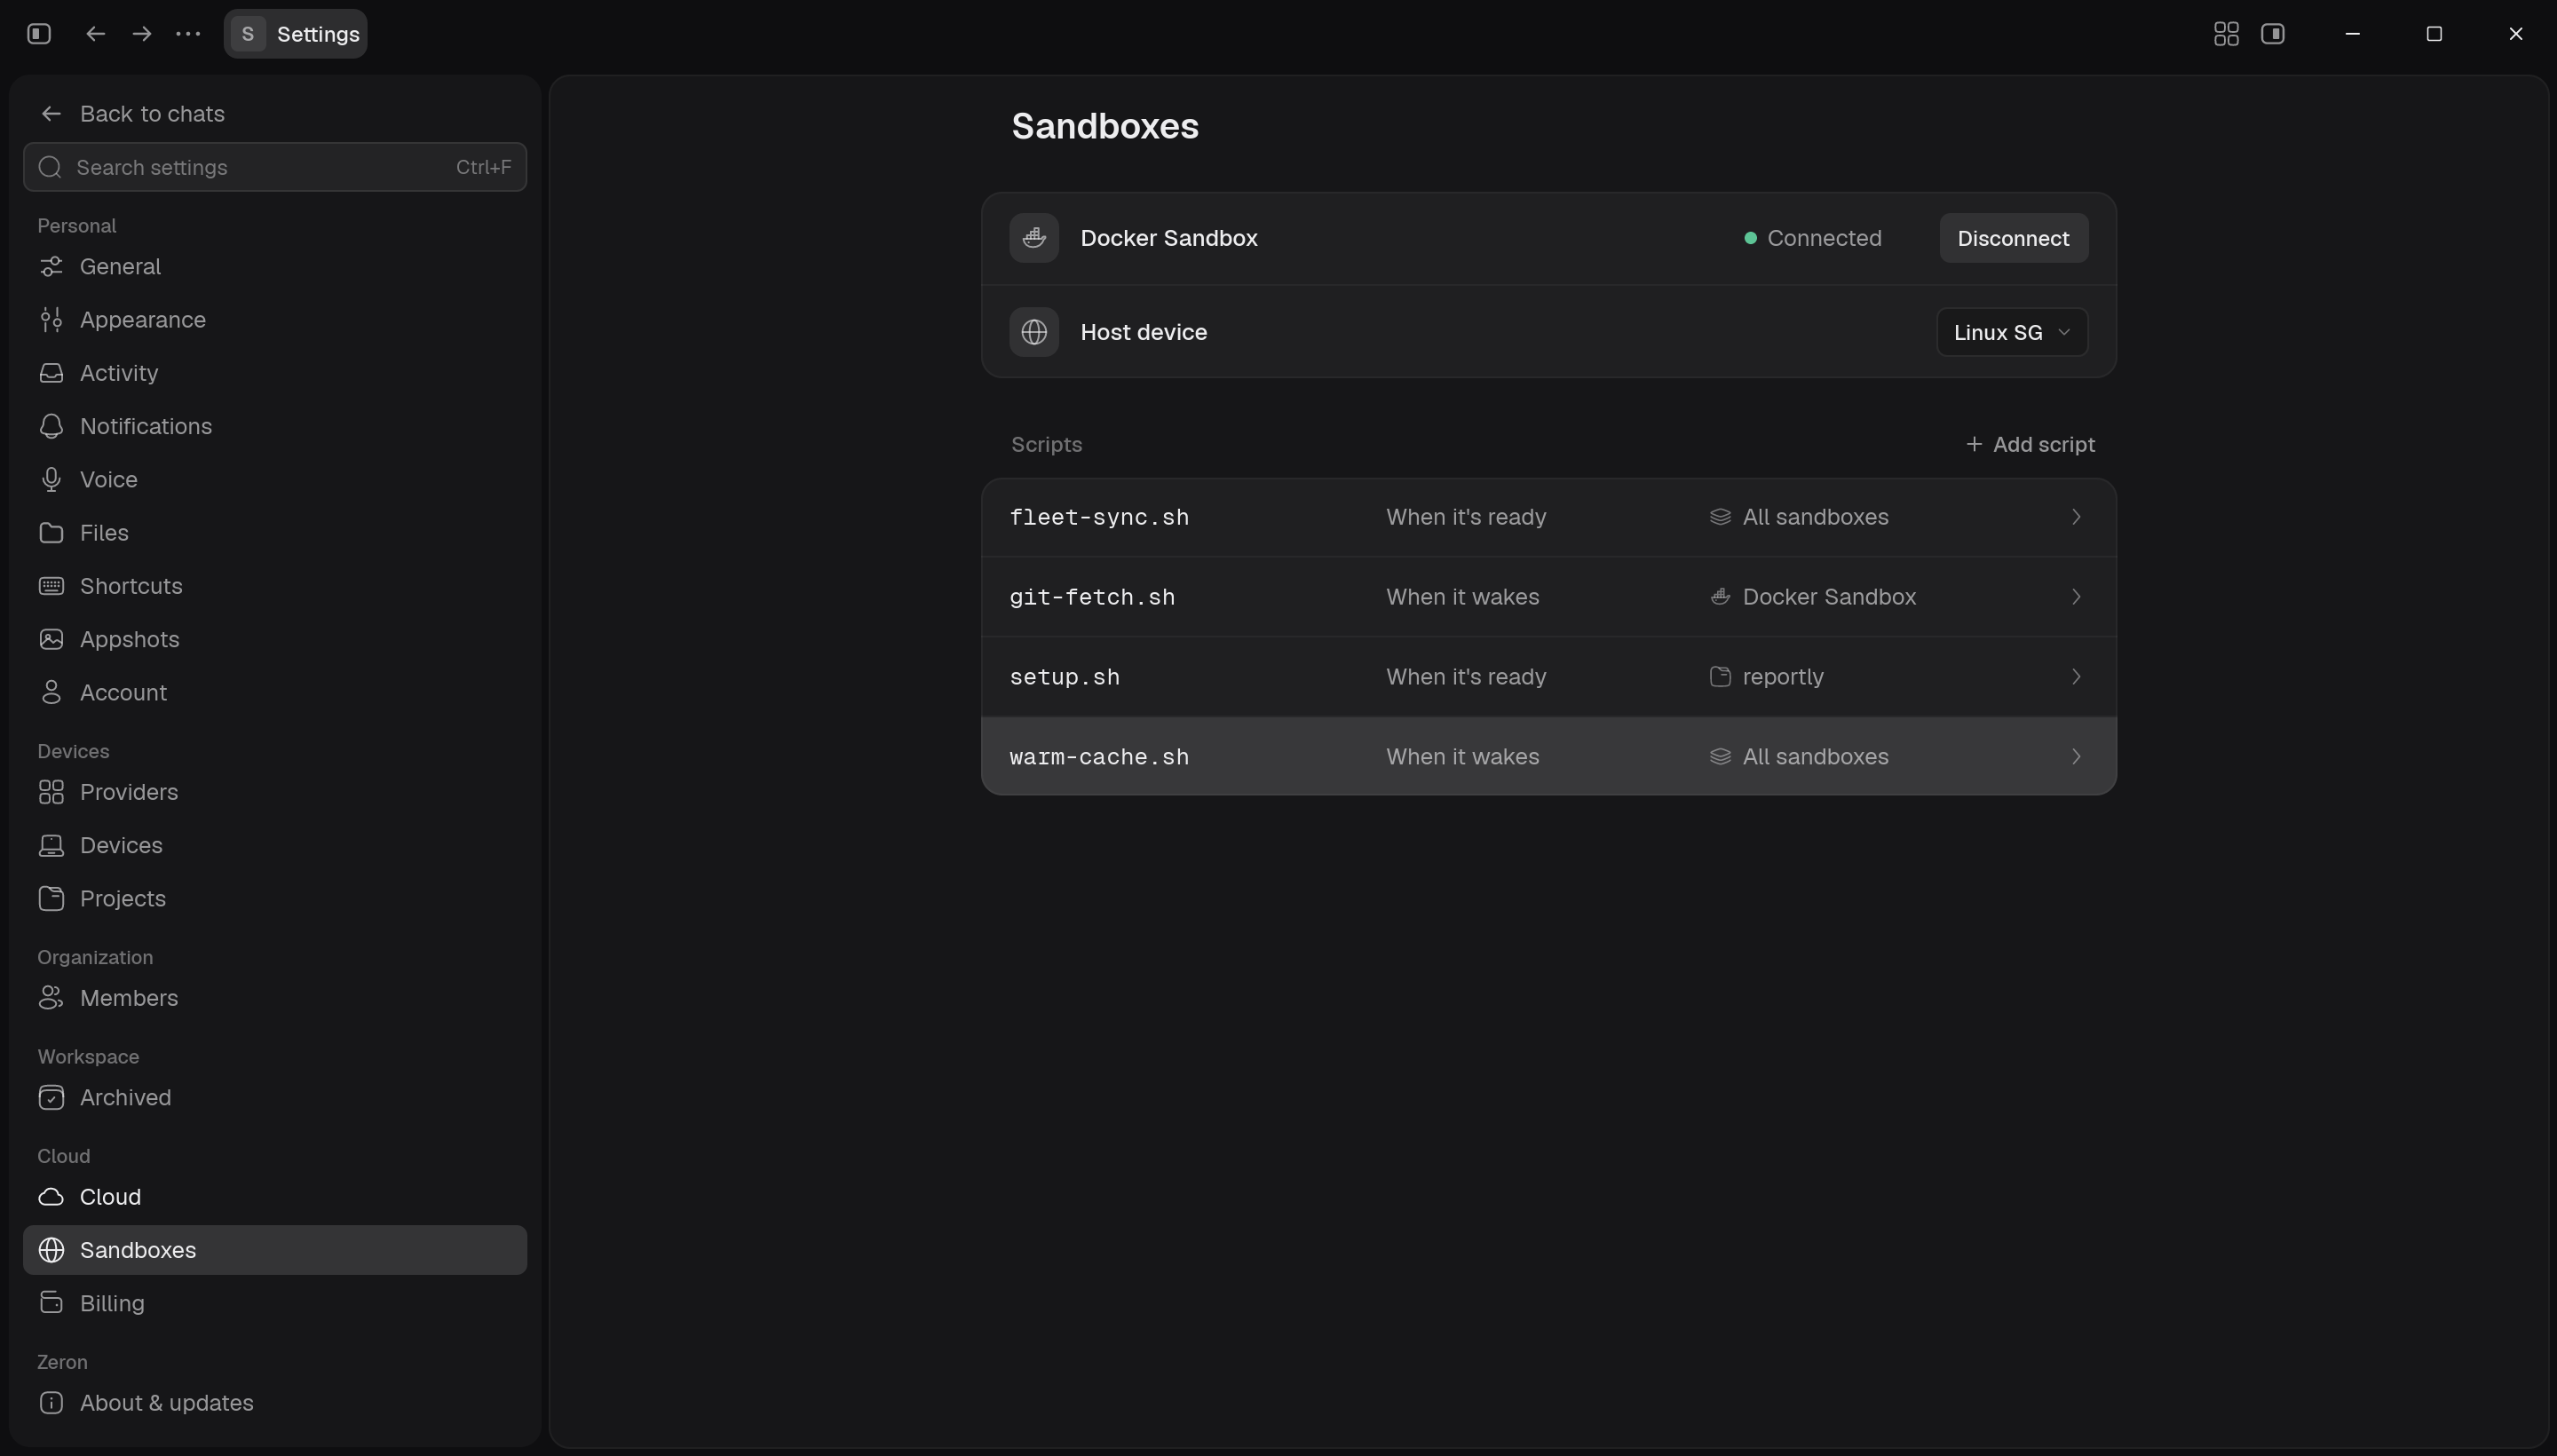 S Settings
Back to chats
Search settings Ctrl+F
Personal
General
Appearance
Activity
Notifications
Voice
Files
Shortcuts
Appshots
Account
Devices
Providers
Devices
Projects
Organization
Members
Workspace
Archived
Cloud
Cloud
Sandboxes
Billing
Zeron
About & updates
Sandboxes
Docker Sandbox Connected Disconnect
Host device Linux SG
Scripts Add script
fleet-sync.sh When it's ready All sandboxes
git-fetch.sh When it wakes Docker Sandbox
setup.sh When it's ready reportly
warm-cache.sh When it wakes All sandboxes